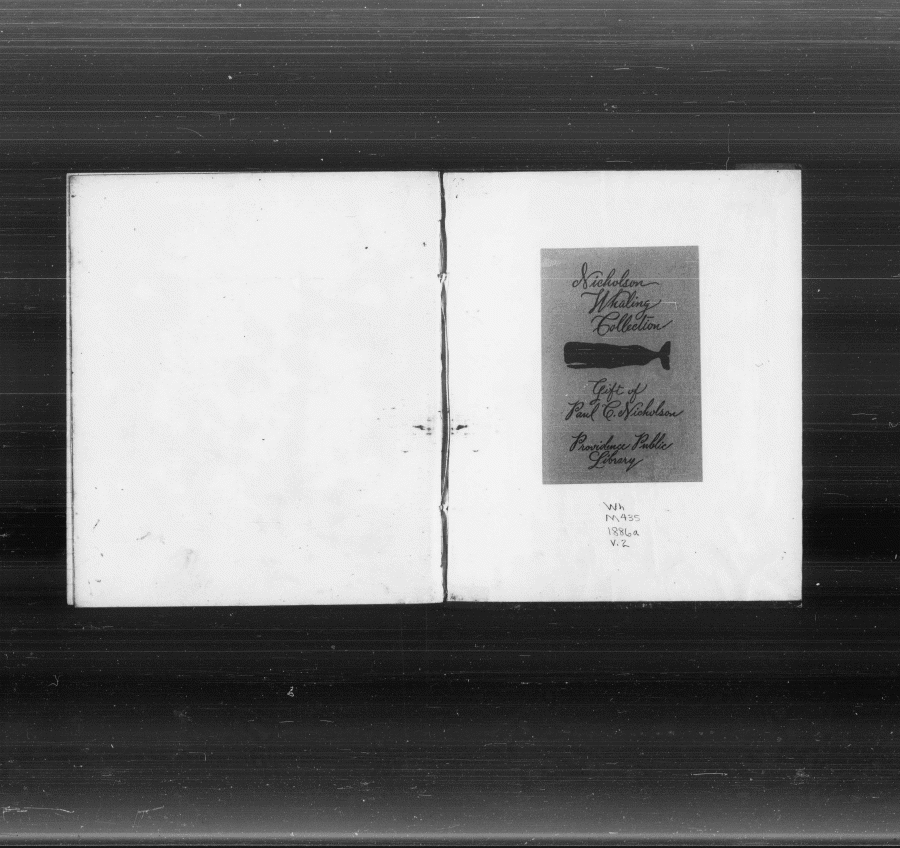 Nicholson
Whaling
Collection
Gift of
Paul C. Nicholson
Providence Public
Library
Wh
M435
1886a
v.2